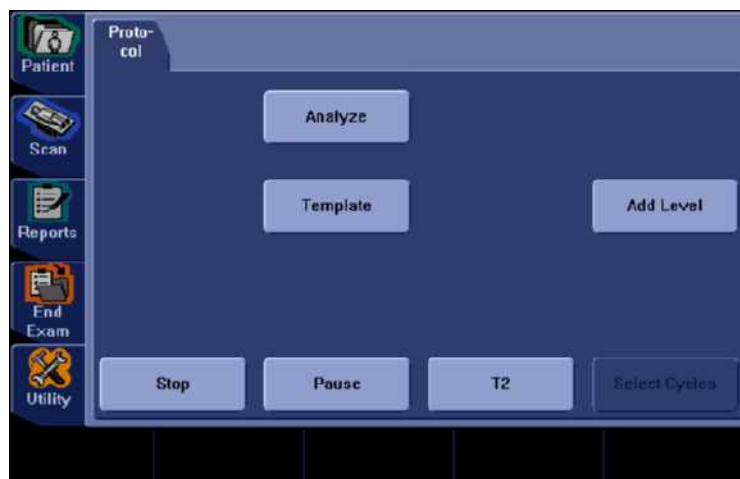 Patient
Proto-
col
Analyze
Scan
Template
Add Level
Reports
End
Exam
Utility
Stop
Pause
T2
Select Cycles